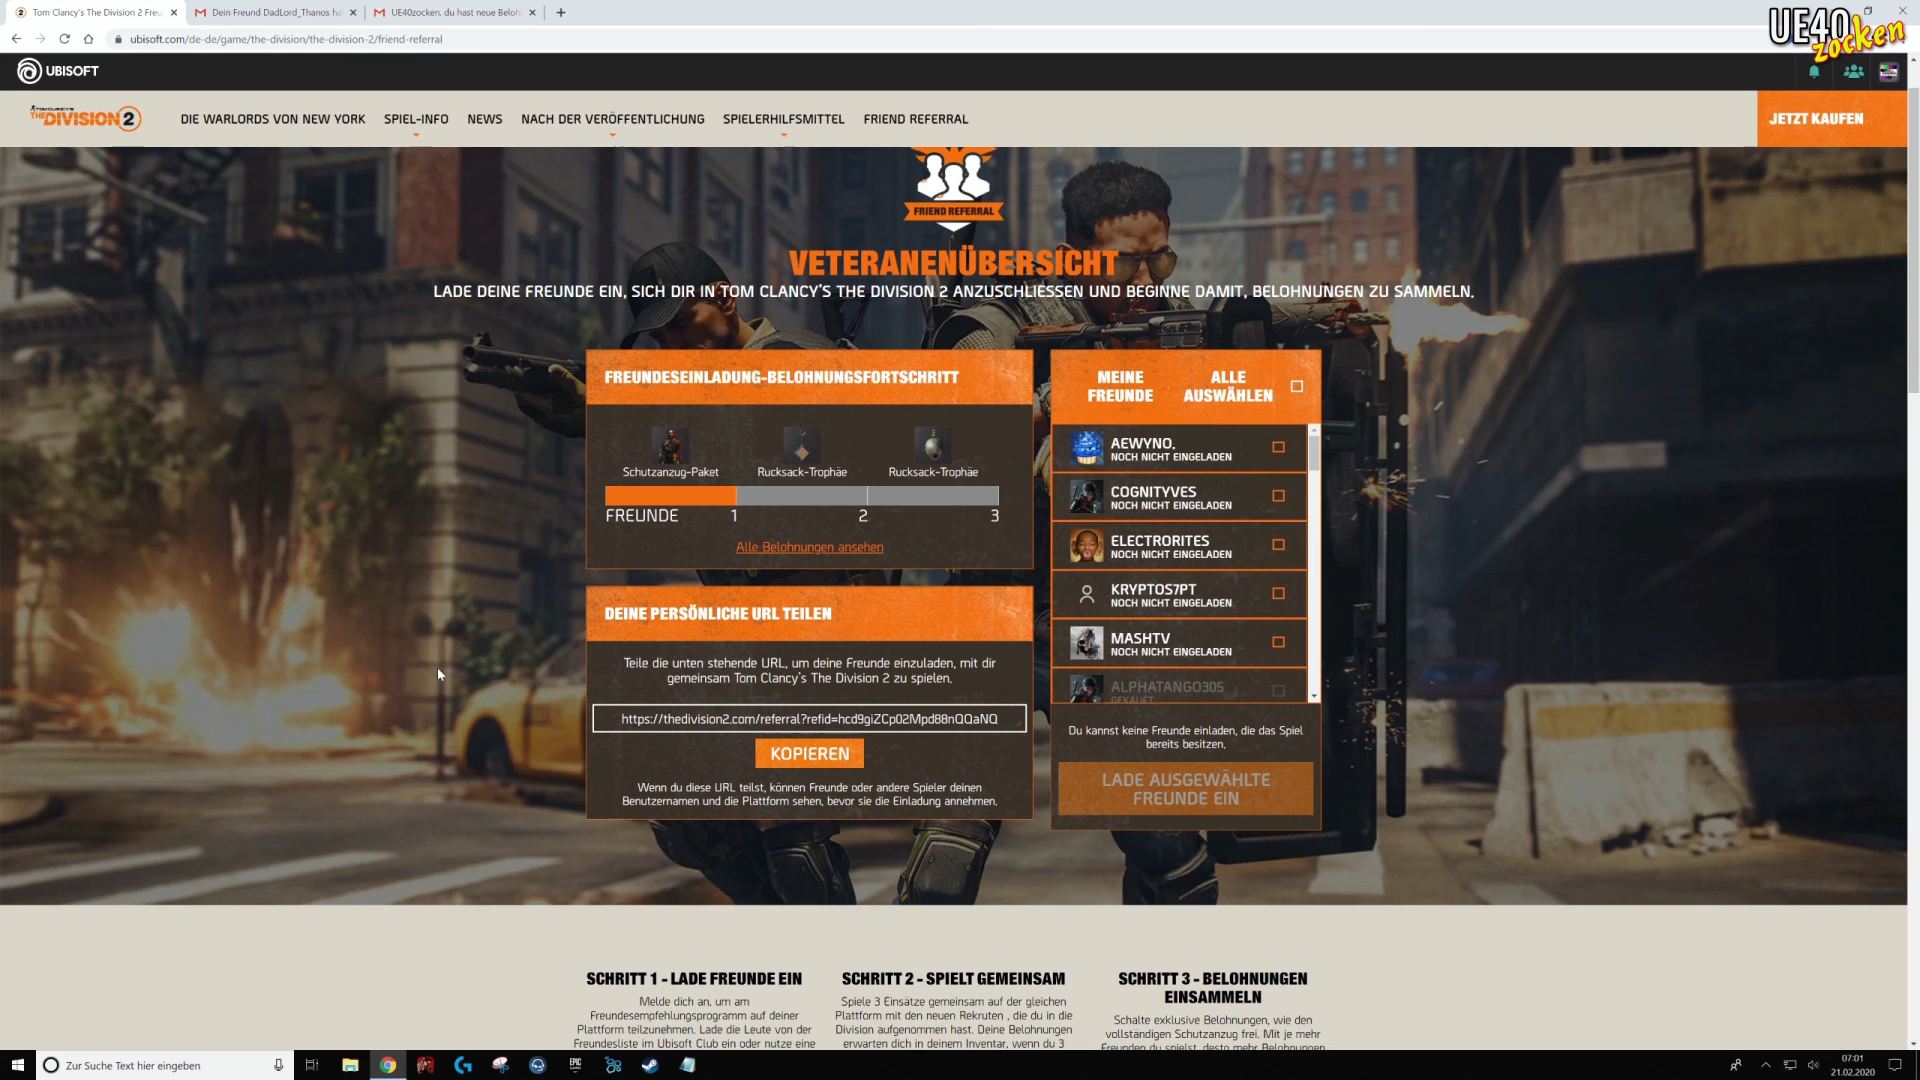 Tom Clancy's The Division 2 Freu
Dein Freund DadLord_Thanos ha
UE40zocken, du hast neue Beloh
UE40
zocken
ubisoft.com/de-de/game/the-division/the-division-2/friend-referral
UBISOFT
TOM CLANCY'S
THE DIVISION 2
DIE WARLORDS VON NEW YORK
SPIEL-INFO
NEWS
NACH DER VERÖFFENTLICHUNG
SPIELERHILFSMITTEL
FRIEND REFERRAL
JETZT KAUFEN
FRIEND REFERRAL
VETERANENÜBERSICHT
LADE DEINE FREUNDE EIN, SICH DIR IN TOM CLANCY'S THE DIVISION 2 ANZUSCHLIESSEN UND BEGINNE DAMIT, BELOHNUNGEN ZU SAMMELN.
FREUNDESEINLADUNG-BELOHNUNGSFORTSCHRITT
Schutzanzug-Paket
Rucksack-Trophäe
Rucksack-Trophäe
FREUNDE 1 2 3
Alle Belohnungen ansehen
DEINE PERSÖNLICHE URL TEILEN
Teile die unten stehende URL, um deine Freunde einzuladen, mit dir
gemeinsam Tom Clancy's The Division 2 zu spielen.
https://thedivision2.com/referral?refid=hcd9giZCp02Mpd88nQQaNQ
KOPIEREN
Wenn du diese URL teilst, können Freunde oder andere Spieler deinen
Benutzernamen und die Plattform sehen, bevor sie die Einladung annehmen.
MEINE
FREUNDE
ALLE
AUSWÄHLEN
AEWYNO.
NOCH NICHT EINGELADEN
COGNITYVES
NOCH NICHT EINGELADEN
ELECTRORITES
NOCH NICHT EINGELADEN
KRYPTOS7PT
NOCH NICHT EINGELADEN
MASHTV
NOCH NICHT EINGELADEN
ALPHATANGO305
GEKAUFT
Du kannst keine Freunde einladen, die das Spiel
bereits besitzen.
LADE AUSGEWÄHLTE
FREUNDE EIN
SCHRITT 1 - LADE FREUNDE EIN
Melde dich an, um am
Freundesempfehlungsprogramm auf deiner
Plattform teilzunehmen. Lade die Leute von der
Freundesliste im Ubisoft Club ein oder nutze eine
SCHRITT 2 - SPIELT GEMEINSAM
Spiele 3 Einsätze gemeinsam auf der gleichen
Plattform mit den neuen Rekruten , die du in die
Division aufgenommen hast. Deine Belohnungen
erwarten dich in deinem Inventar, wenn du 3
SCHRITT 3 - BELOHNUNGEN
EINSAMMELN
Schalte exklusive Belohnungen, wie den
vollständigen Schutzanzug frei. Mit je mehr
Freunden du spielst, desto mehr Belohnungen
Zur Suche Text hier eingeben
EPIC
07:01
21.02.2020